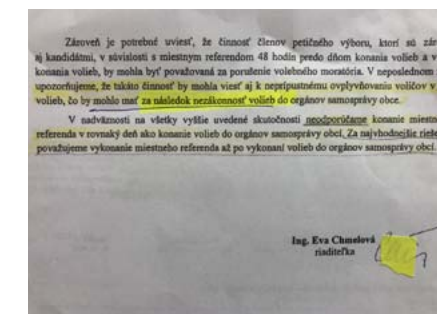 Zároveň je potrebné uviesť, že činnosť členov petičného výboru, ktorí sú
aj kandidátmi, v súvislosti s miestnym referendom 48 hodín predo dňom konania volieb a v
konania volieb, by mohla byť považovaná za porušenie volebného moratória. V neposlednom
upozorňujeme, že takáto činnosť by mohla viesť aj k neprípustnému ovplyvňovaniu voličov v
volieb, čo by mohlo mať za následok nezákonnosť volieb do orgánov samosprávy obce.
V nadväznosti na všetky vyššie uvedené skutočnosti neodporúčame konanie
referenda v rovnaký deň ako konanie volieb do orgánov samosprávy obcí. Za najvhodnejšie
považujeme vykonanie miestneho referenda až po vykonaní volieb do orgánov samosprávy obcí.
Ing. Eva Chmelová
riaditeľka